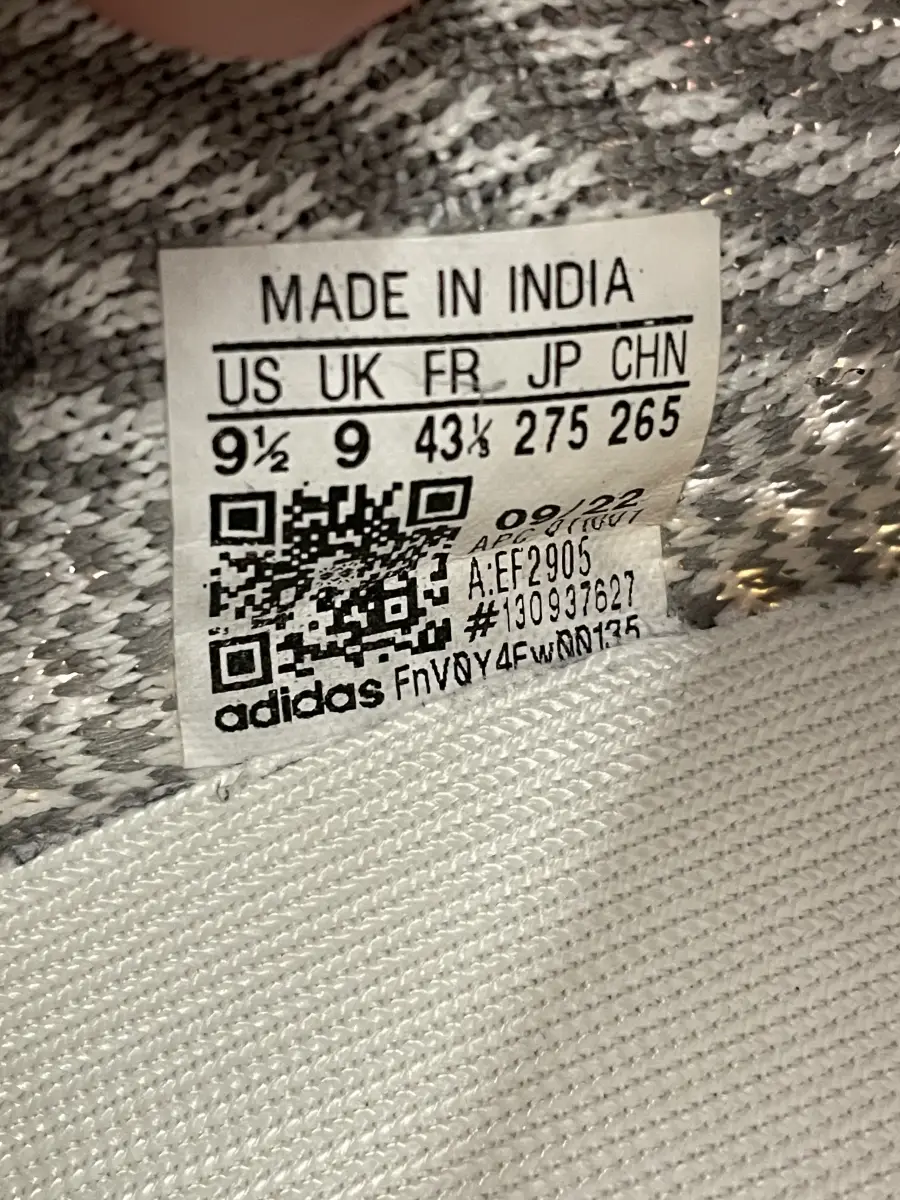 MADE IN INDIA
US UK FR JP CHN
9½ 9 43⅓ 275 265
09/22
A:EF2905
#130937627
adidas FnV0Y4Ew00135